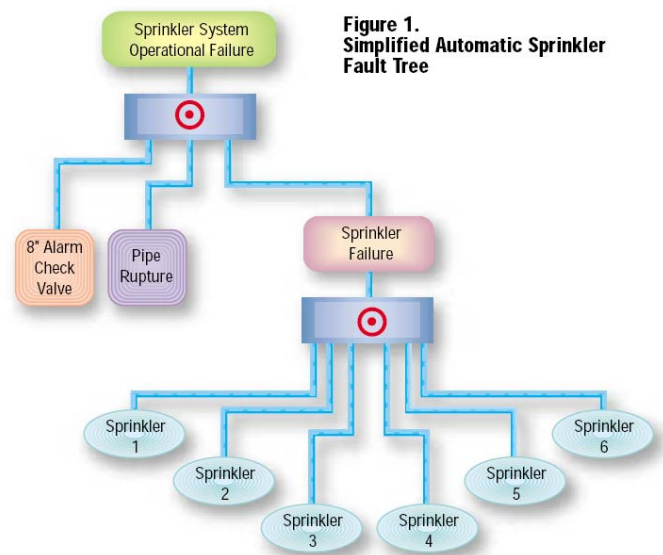 Sprinkler System
Operational Failure
Figure 1.
Simplified Automatic Sprinkler
Fault Tree
8" Alarm
Check
Valve
Pipe
Rupture
Sprinkler
Failure
Sprinkler
1
Sprinkler
2
Sprinkler
3
Sprinkler
4
Sprinkler
5
Sprinkler
6